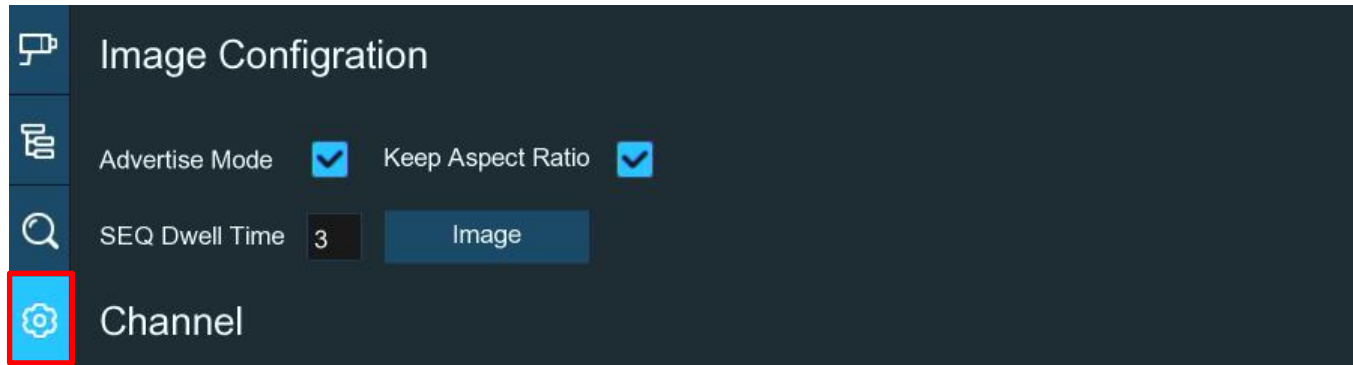 Image Configration
Advertise Mode Keep Aspect Ratio
SEQ Dwell Time 3 Image
Channel